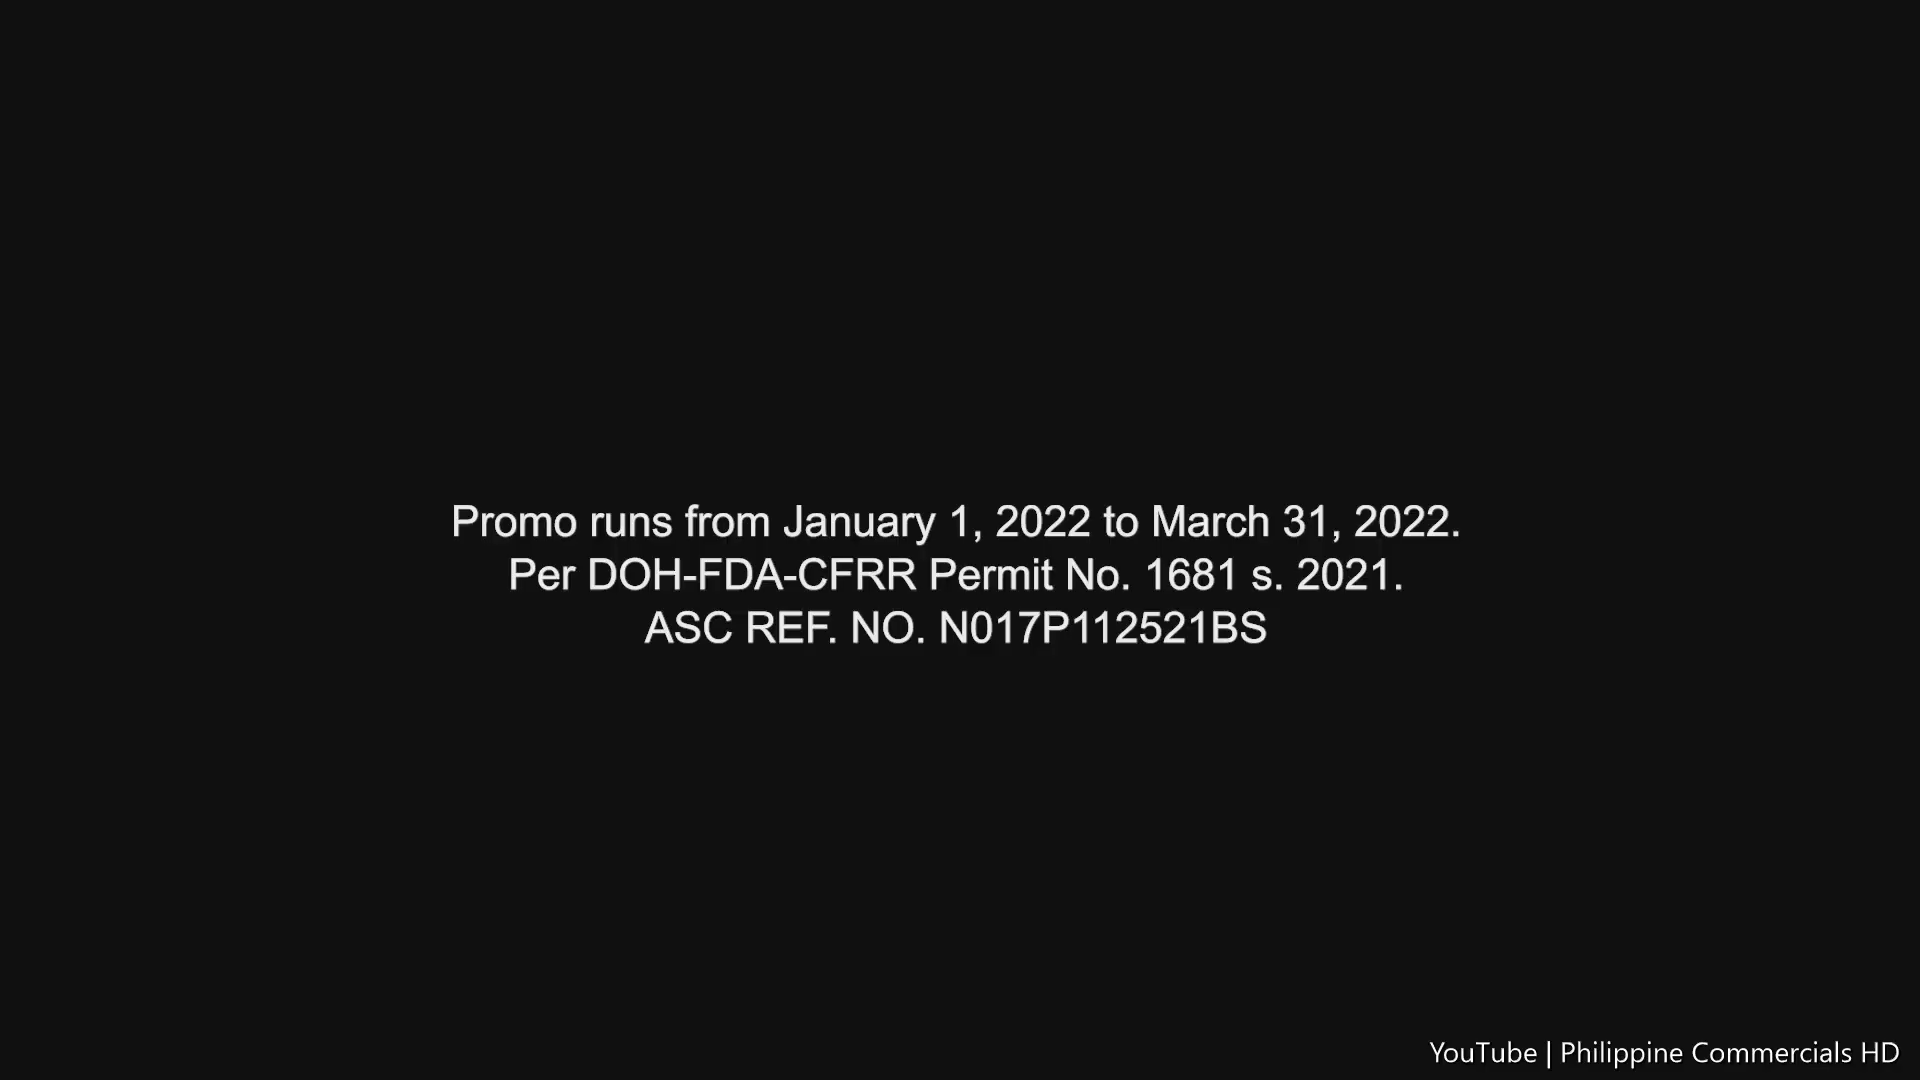 Promo runs from January 1, 2022 to March 31, 2022.
Per DOH-FDA-CFRR Permit No. 1681 s. 2021.
ASC REF. NO. N017P112521BS
YouTube | Philippine Commercials HD